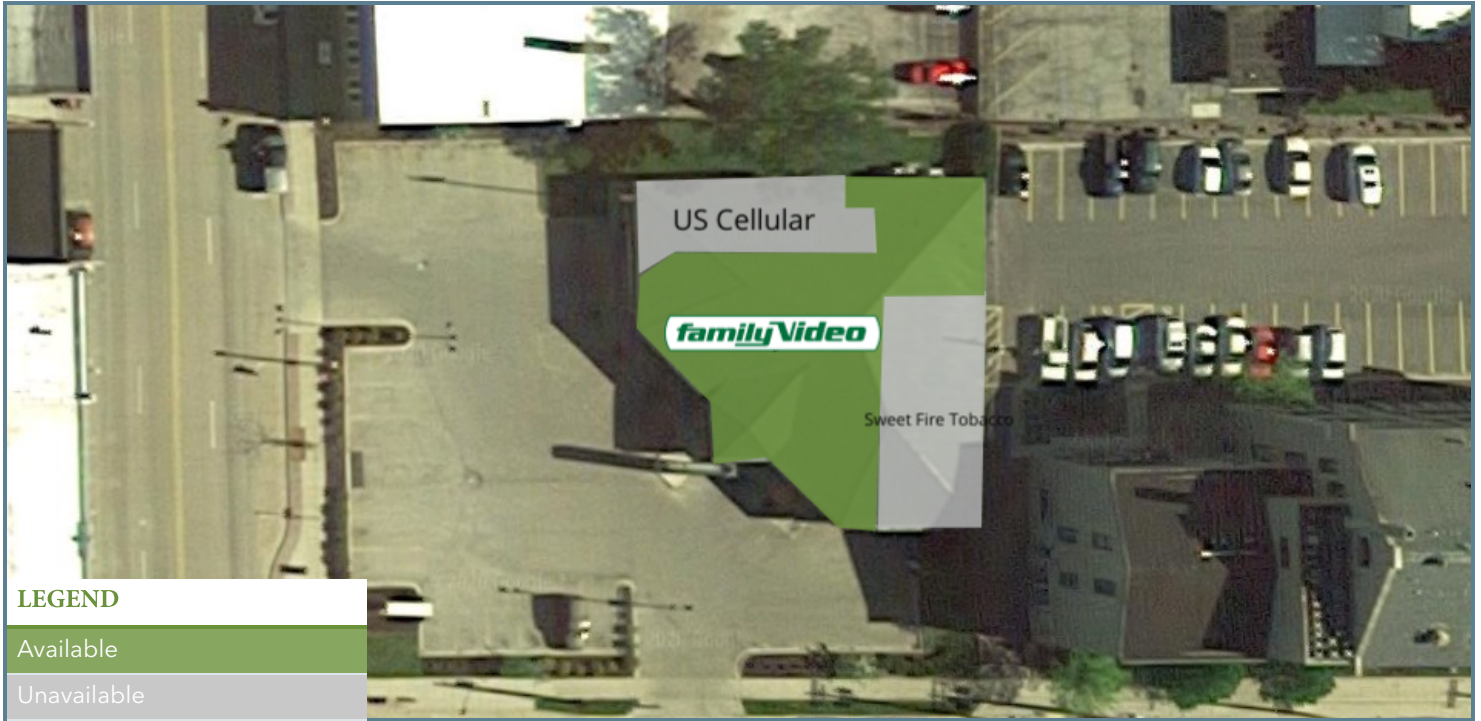 US Cellular
familyVideo
Sweet Fire Tobacco
LEGEND
Available
Unavailable